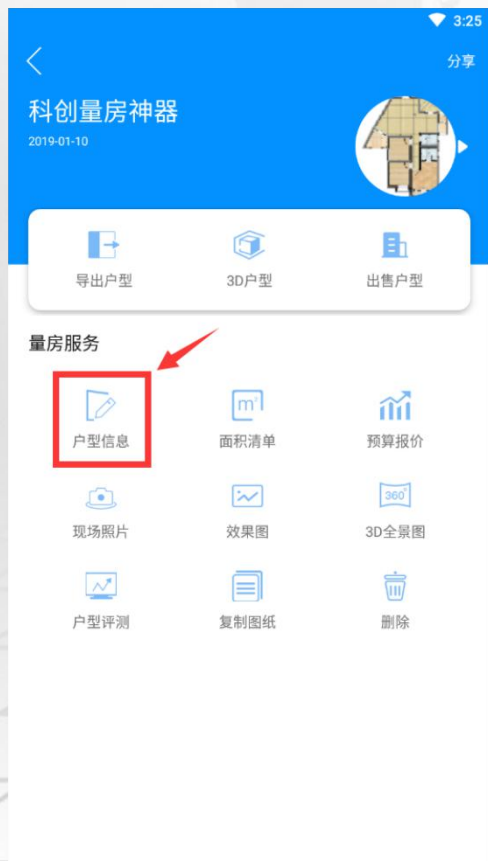 3:25
分享
科创量房神器
2019-01-10
导出户型
3D户型
出售户型
量房服务
m²
户型信息
面积清单
预算报价
360°
现场照片
效果图
3D全景图
户型评测
复制图纸
删除